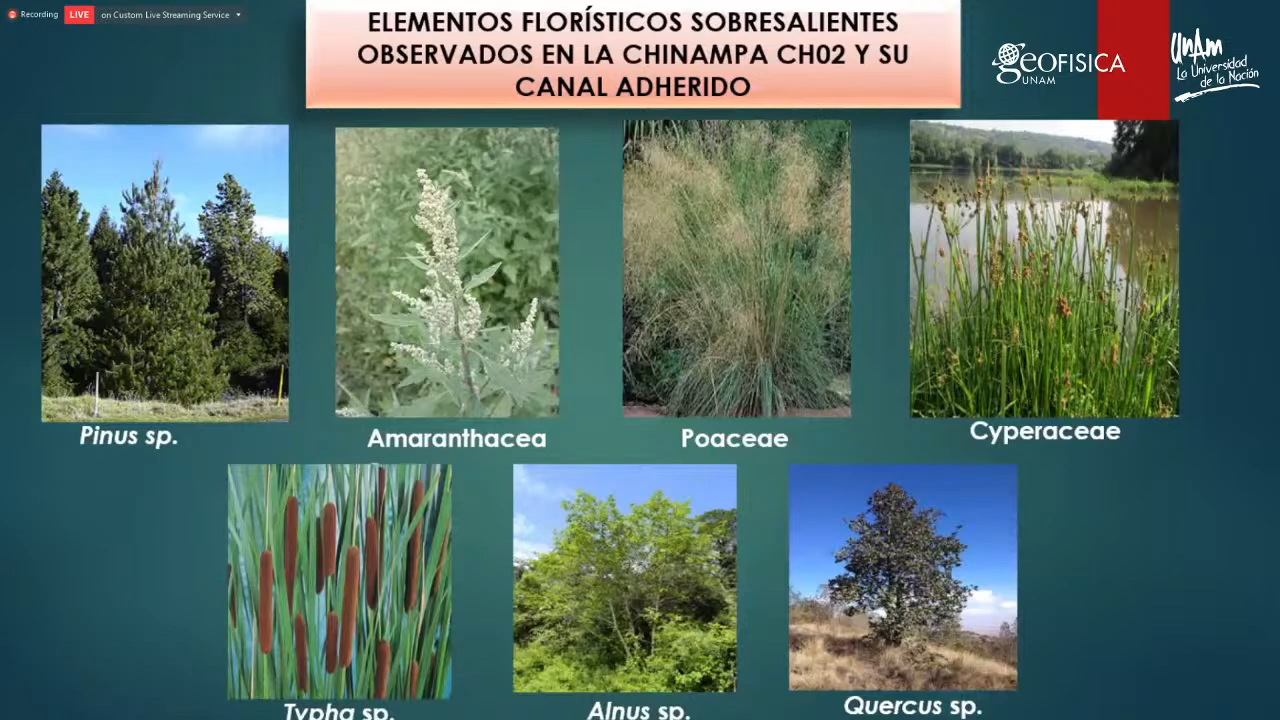 Recording LIVE on Custom Live Streaming Service
ELEMENTOS FLORÍSTICOS SOBRESALIENTES
OBSERVADOS EN LA CHINAMPA CH02 Y SU
CANAL ADHERIDO
GEOFISICA
UNAM
UNAM
La Universidad
de la Nación
Pinus sp.
Amaranthacea
Poaceae
Cyperaceae
Typha sp.
Alnus sp.
Quercus sp.